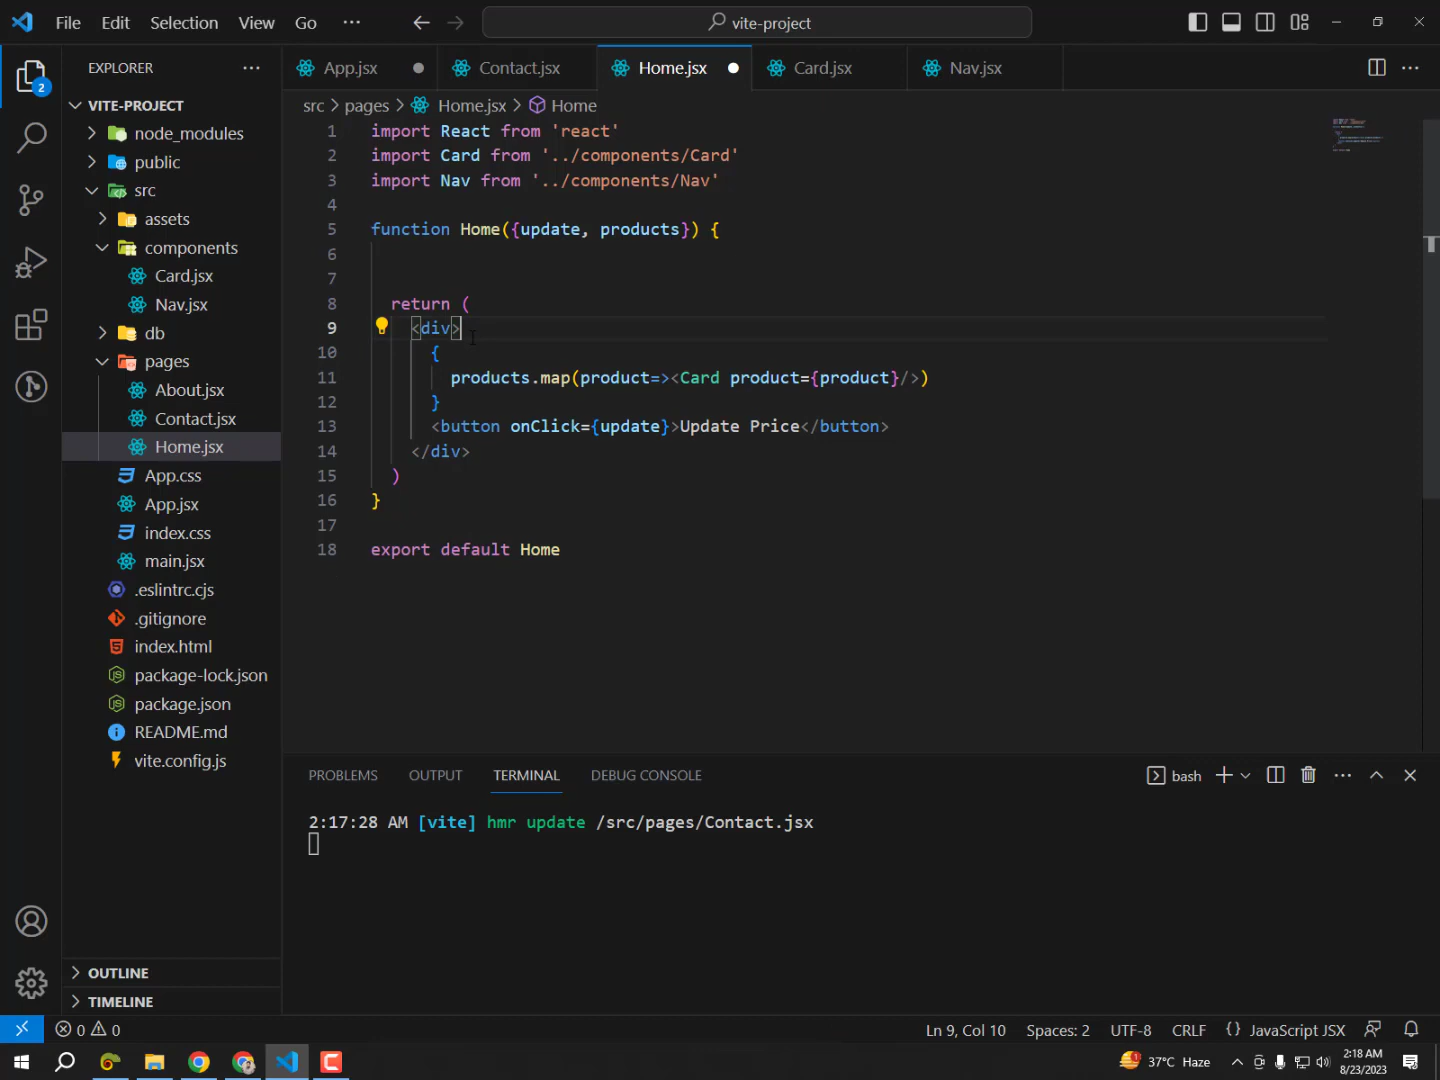 File Edit Selection View Go ··· vite-project
EXPLORER ···
2
VITE-PROJECT
node_modules
public
src
assets
components
Card.jsx
Nav.jsx
db
pages
About.jsx
Contact.jsx
Home.jsx
App.css
App.jsx
index.css
main.jsx
.eslintrc.cjs
.gitignore
index.html
package-lock.json
package.json
README.md
vite.config.js
OUTLINE
TIMELINE
App.jsx Contact.jsx Home.jsx Card.jsx Nav.jsx ···
src > pages > Home.jsx > Home
1 import React from 'react'
2 import Card from '../components/Card'
3 import Nav from '../components/Nav'
4
5 function Home({update, products}) {
6
7
8 return (
9 <div>
10 {
11 products.map(product=><Card product={product}/>)
12 }
13 <button onClick={update}>Update Price</button>
14 </div>
15 )
16 }
17
18 export default Home
PROBLEMS OUTPUT TERMINAL DEBUG CONSOLE bash ···
2:17:28 AM [vite] hmr update /src/pages/Contact.jsx
0 0 Ln 9, Col 10 Spaces: 2 UTF-8 CRLF {} JavaScript JSX
37°C Haze 2:18 AM
8/23/2023